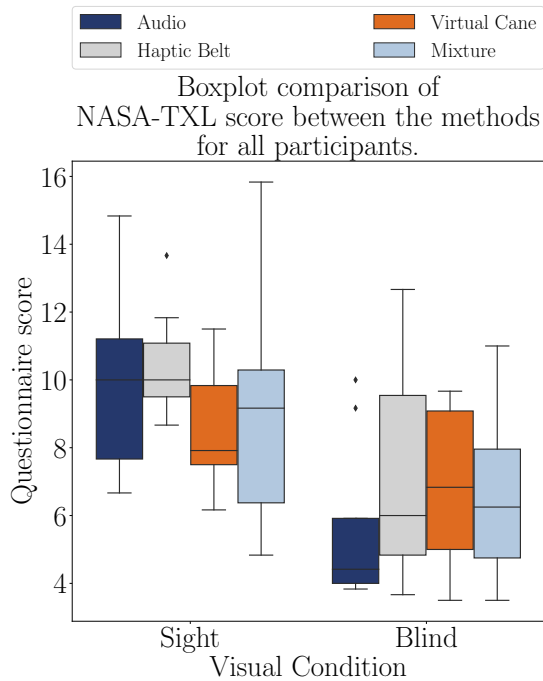 Audio
Haptic Belt
Virtual Cane
Mixture
Boxplot comparison of
NASA-TXL score between the methods
for all participants.
Questionnaire score
16
14
12
10
8
6
4
Sight
Blind
Visual Condition